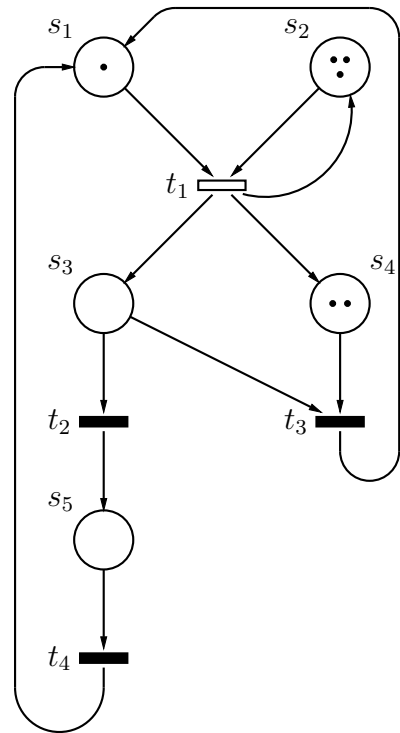 s₁
s₂
t₁
s₃
s₄
t₂
t₃
s₅
t₄